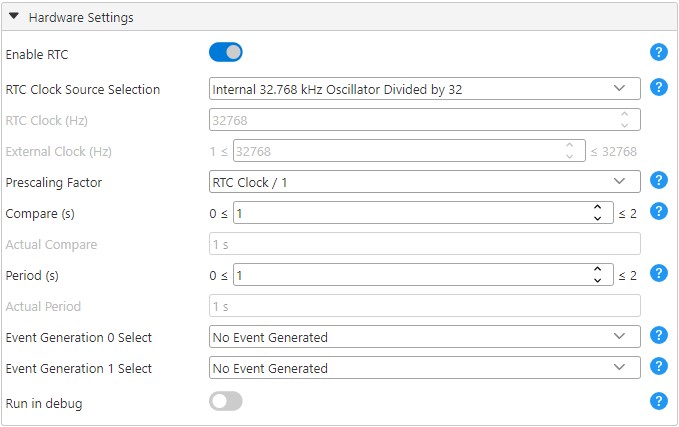 Hardware Settings
Enable RTC ?
RTC Clock Source Selection Internal 32.768 kHz Oscillator Divided by 32 ?
RTC Clock (Hz) 32768
External Clock (Hz) 1 ≤ 32768 ≤ 32768
Prescaling Factor RTC Clock / 1 ?
Compare (s) 0 ≤ 1 ≤ 2 ?
Actual Compare 1 s
Period (s) 0 ≤ 1 ≤ 2 ?
Actual Period 1 s
Event Generation 0 Select No Event Generated ?
Event Generation 1 Select No Event Generated ?
Run in debug ?